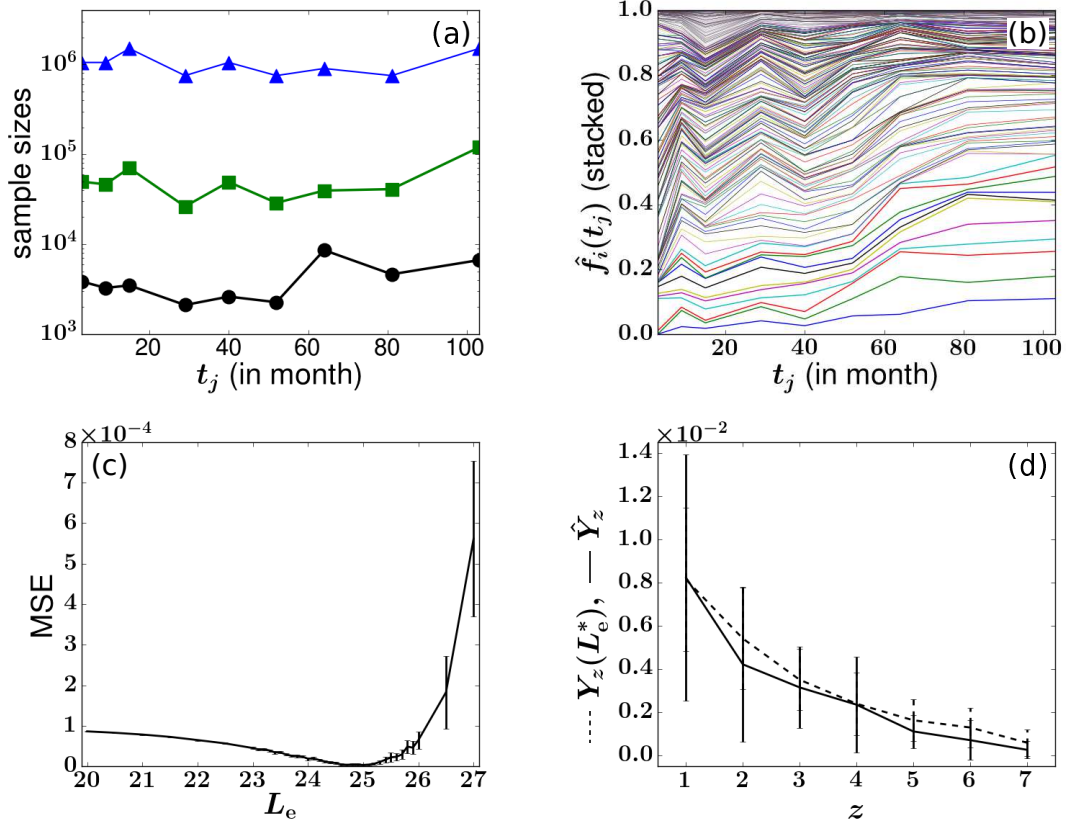 (a)
sample sizes
10^6
10^5
10^4
10^3
20 40 60 80 100
t_j (in month)
(b)
f̂_i(t_j) (stacked)
1.0
0.8
0.6
0.4
0.2
0.0
20 40 60 80 100
t_j (in month)
(c)
×10^{-4}
MSE
8
7
6
5
4
3
2
1
0
20 21 22 23 24 25 26 27
L_e
(d)
×10^{-2}
Y_z(L_e^*), Ŷ_z
1.4
1.2
1.0
0.8
0.6
0.4
0.2
0.0
1 2 3 4 5 6 7
z